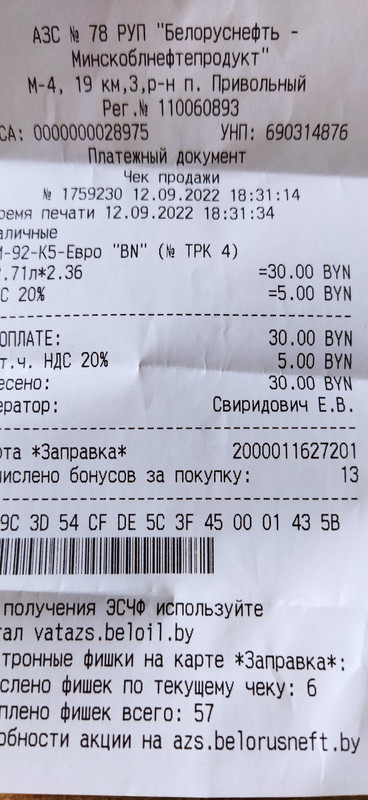 АЗС № 78 РУП "Белоруснефть -
Минскоблнефтепродукт"
М-4, 19 км,3,р-н п. Привольный
Рег.№ 110060893
СА: 0000000028975 УНП: 690314876
Платежный документ
Чек продажи
№ 1759230 12.09.2022 18:31:14
ремя печати 12.09.2022 18:31:34
аличные
-92-К5-Евро "BN" (№ ТРК 4)
.71л*2.36 =30.00 BYN
С 20% =5.00 BYN
ОПЛАТЕ: 30.00 BYN
т.ч. НДС 20% 5.00 BYN
есено: 30.00 BYN
ератор: Свиридович Е.В.
рта *Заправка* 2000011627201
числено бонусов за покупку: 13
9C 3D 54 CF DE 5C 3F 45 00 01 43 5B
получения ЭСЧФ используйте
тал vatazs.beloil.by
тронные фишки на карте *Заправка*:
слено фишек по текущему чеку: 6
плено фишек всего: 57
обности акции на azs.belorusneft.by